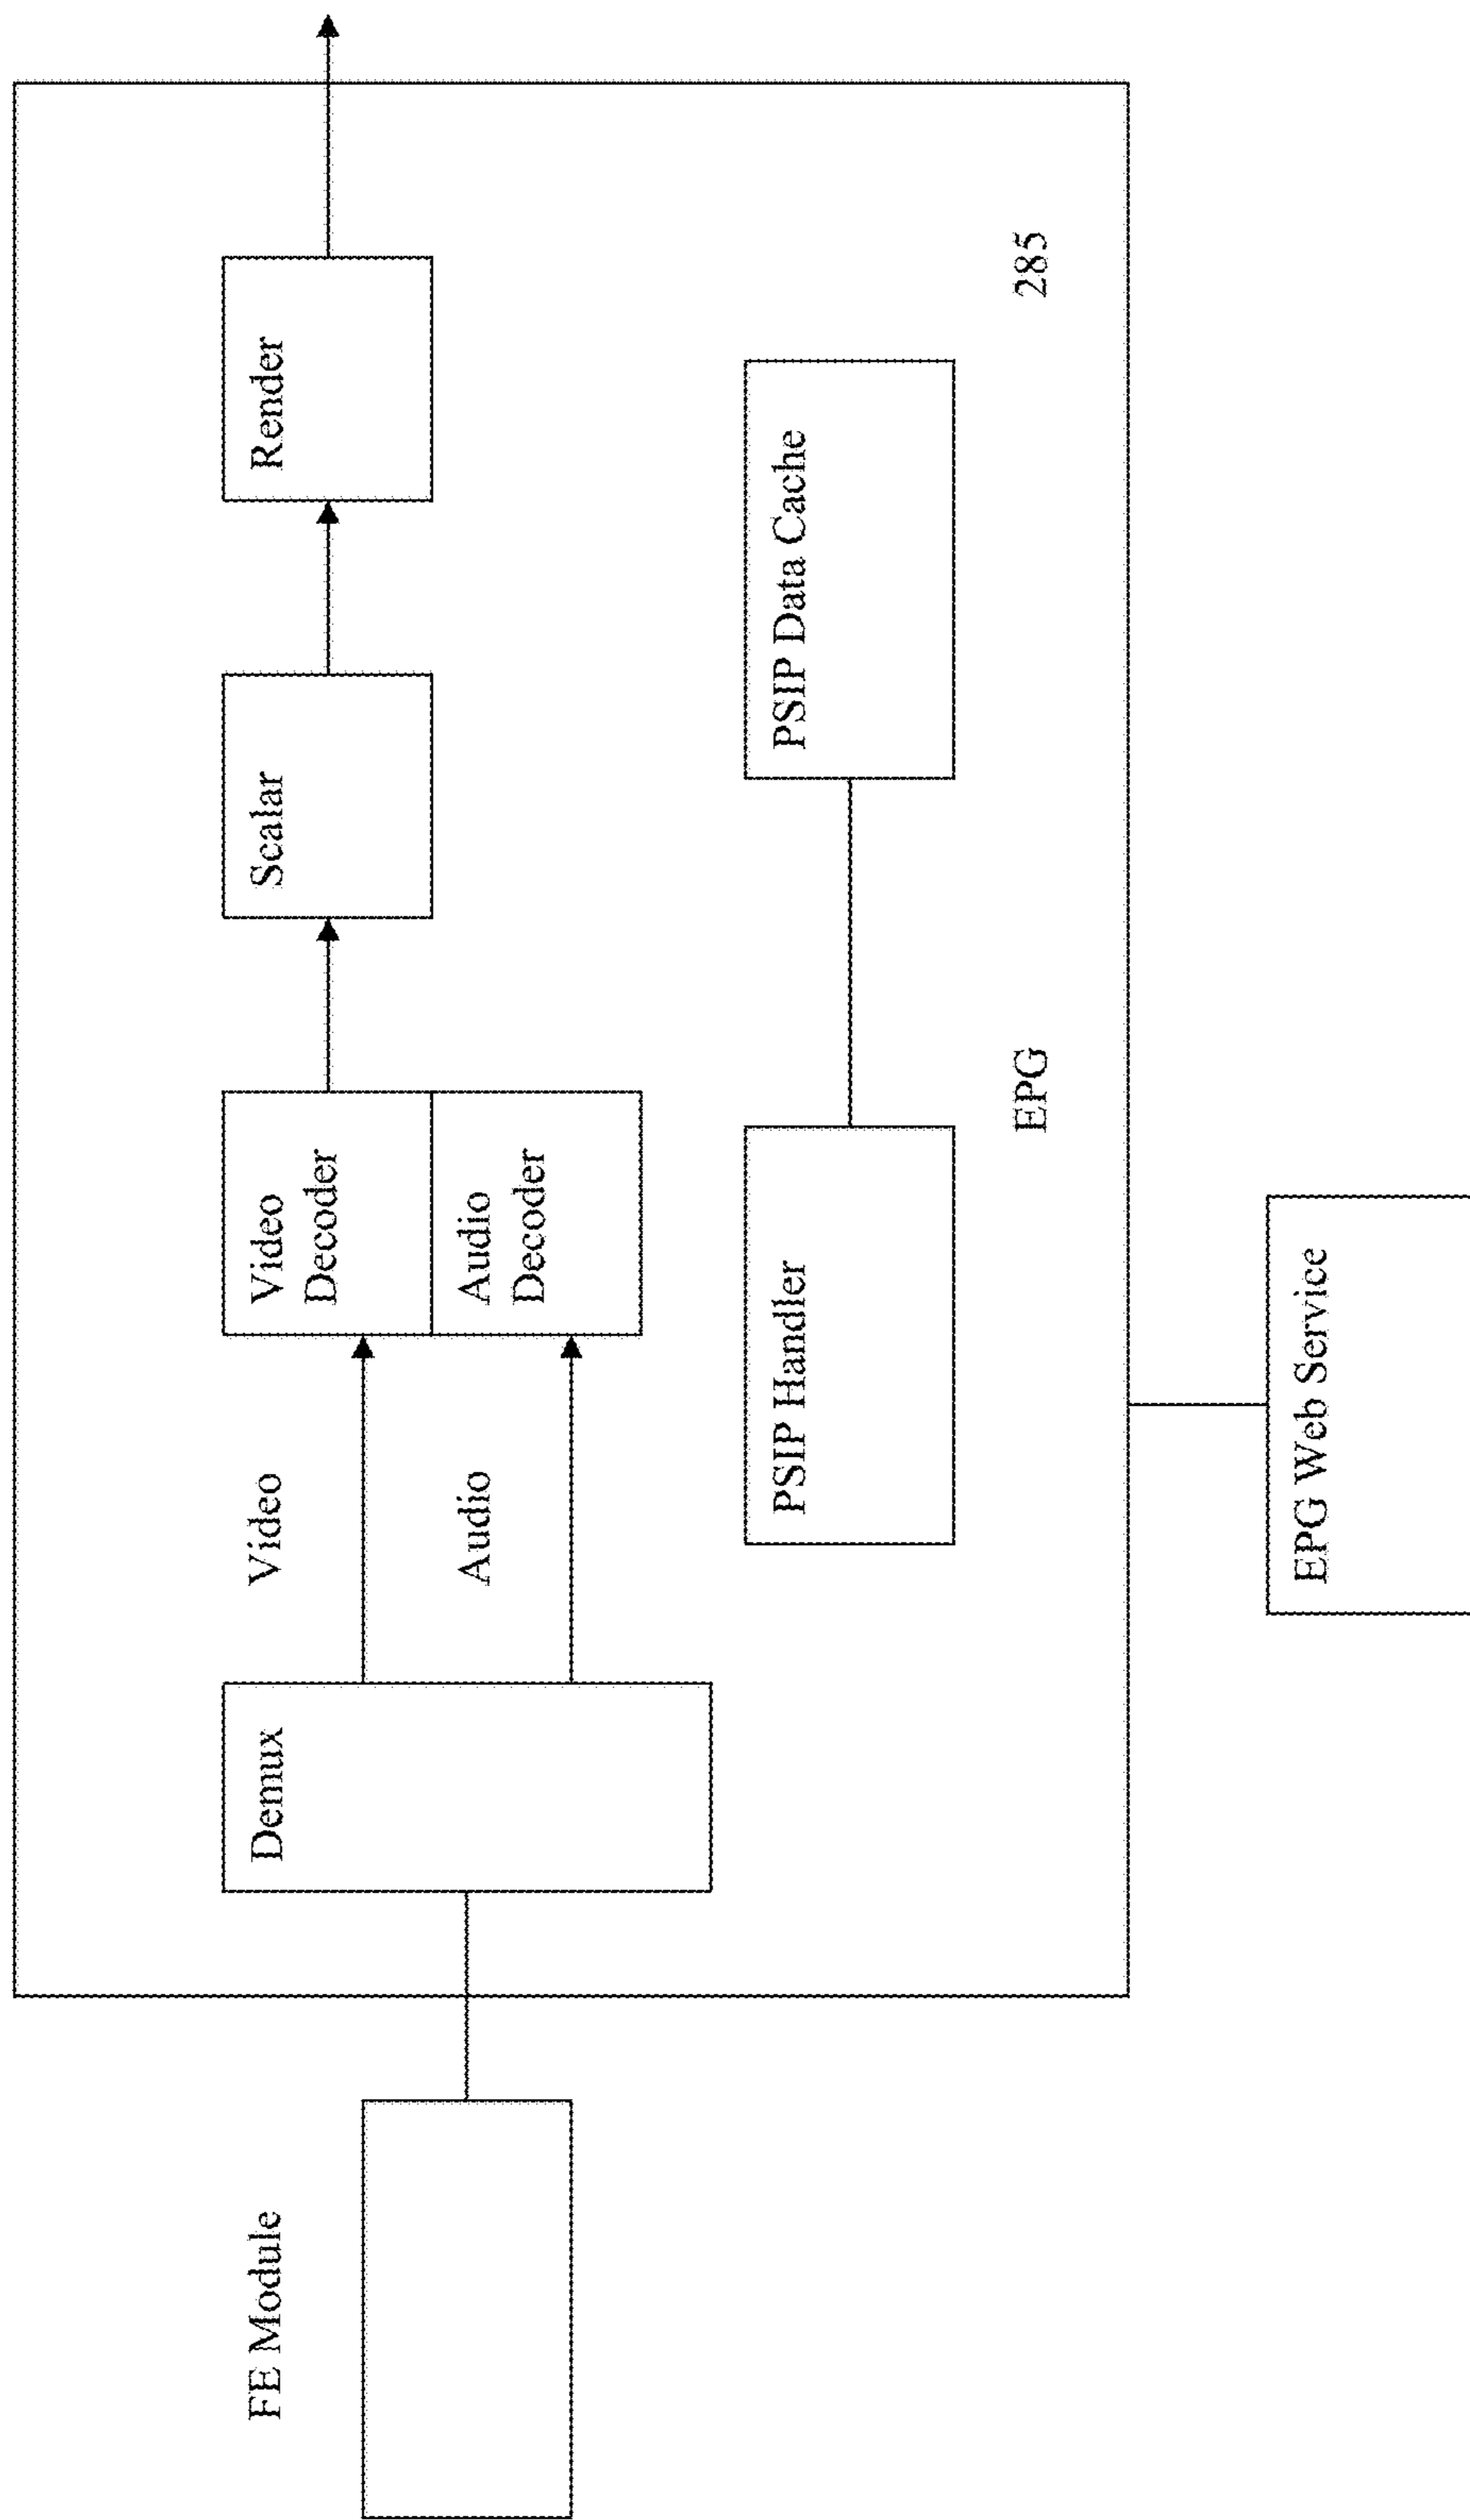 FE Module
Demux
Video
Audio
Video
Decoder
Audio
Decoder
Scalar
Render
PSIP Handler
PSIP Data Cache
EPG
285
EPG Web Service